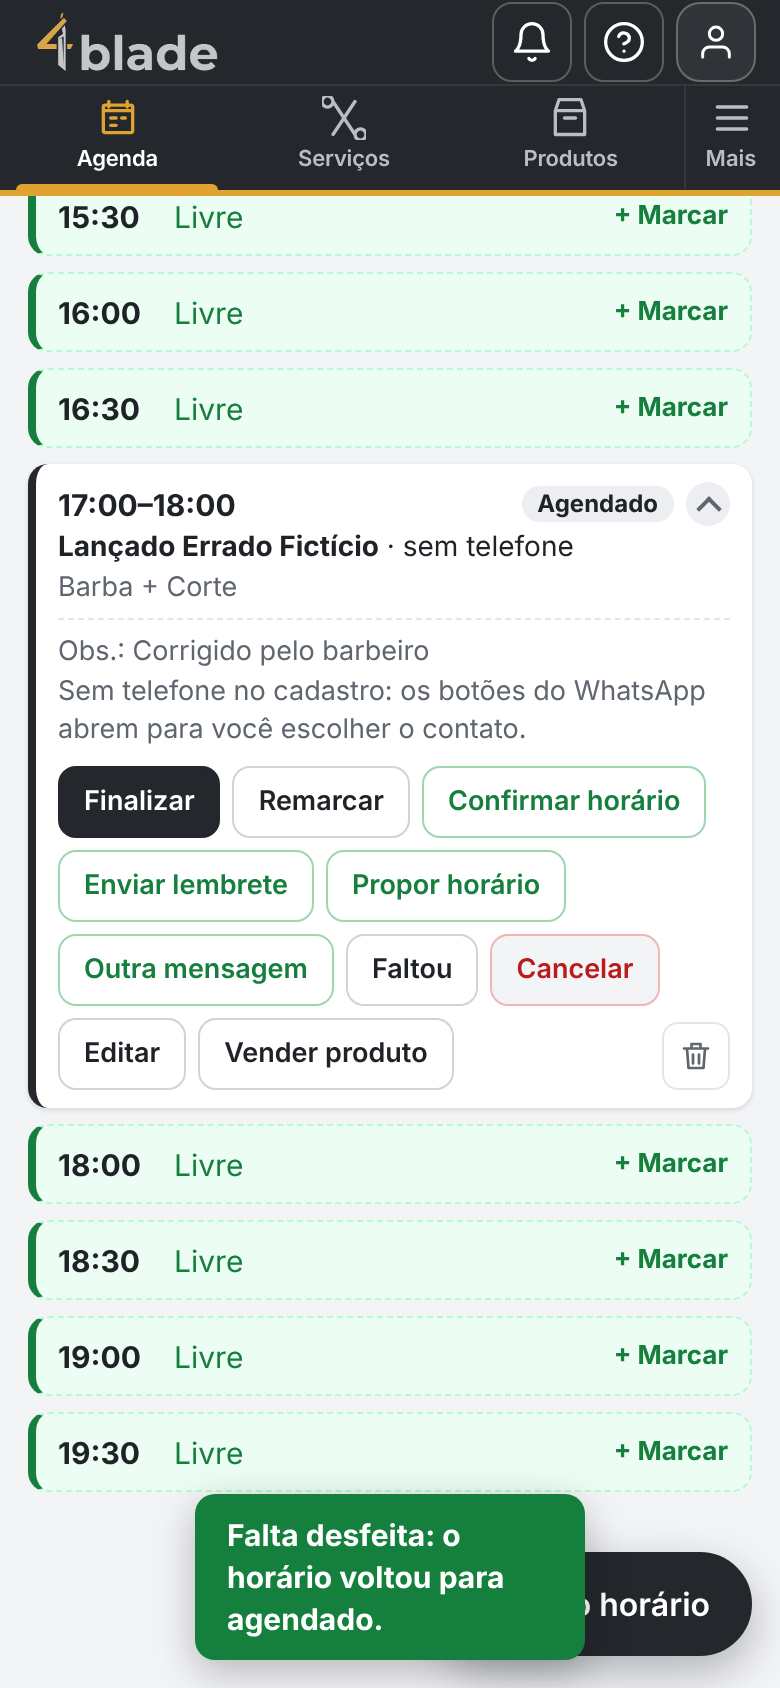 4blade
Agenda
Serviços
Produtos
Mais
15:30 Livre + Marcar
16:00 Livre + Marcar
16:30 Livre + Marcar
17:00–18:00 Agendado
Lançado Errado Fictício · sem telefone
Barba + Corte
Obs.: Corrigido pelo barbeiro
Sem telefone no cadastro: os botões do WhatsApp
abrem para você escolher o contato.
Finalizar Remarcar Confirmar horário
Enviar lembrete Propor horário
Outra mensagem Faltou Cancelar
Editar Vender produto
18:00 Livre + Marcar
18:30 Livre + Marcar
19:00 Livre + Marcar
19:30 Livre + Marcar
Falta desfeita: o
horário voltou para
agendado.
horário